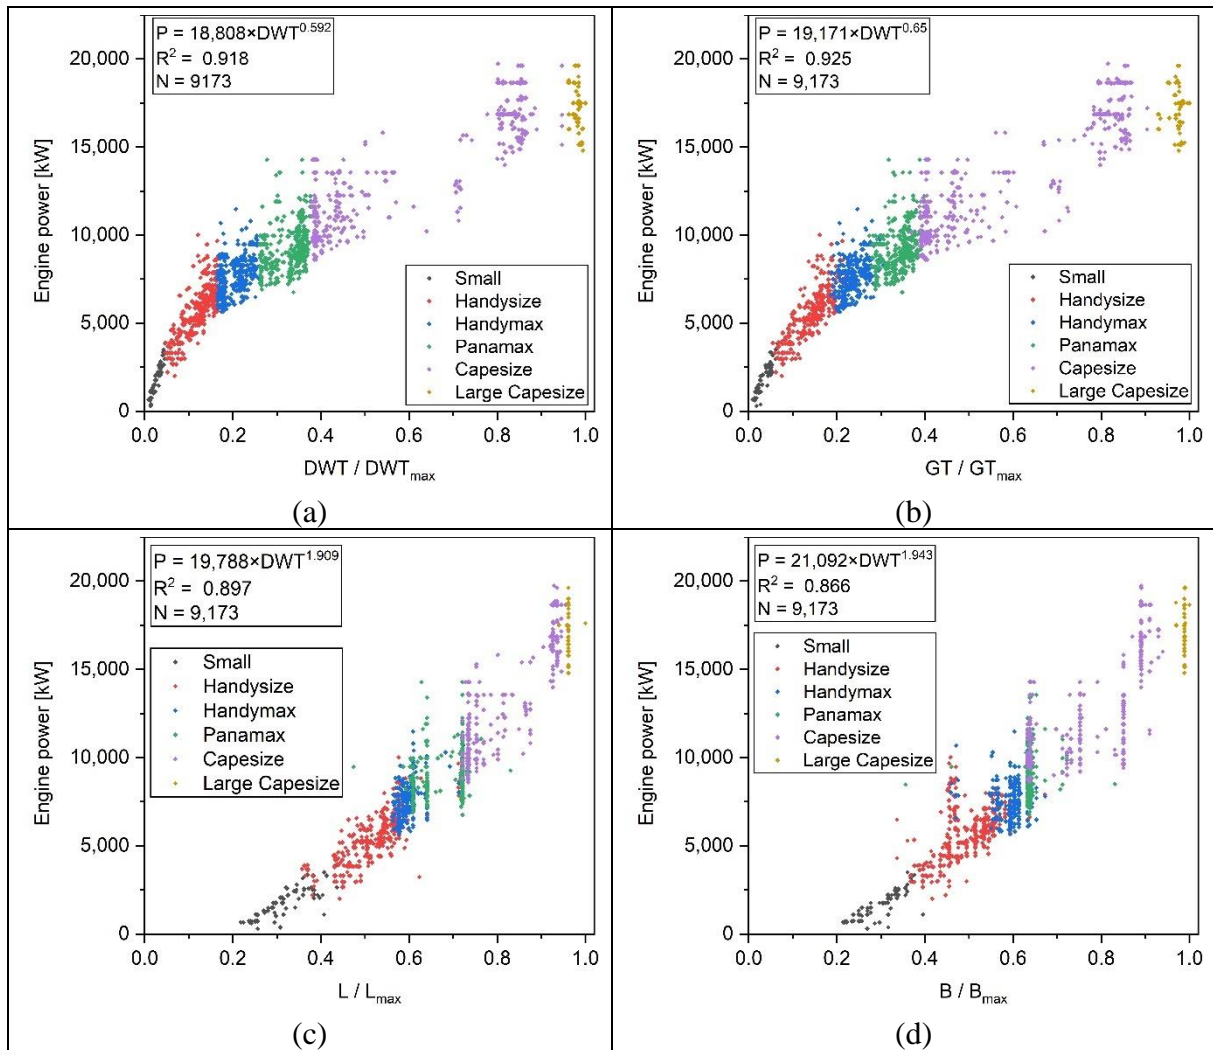 P = 18,808×DWT^0.592
R² = 0.918
N = 9173
20,000
15,000
10,000
5,000
0
Engine power [kW]
Small
Handysize
Handymax
Panamax
Capesize
Large Capesize
0.0 0.2 0.4 0.6 0.8 1.0
DWT / DWTmax
(a)
P = 19,171×DWT^0.65
R² = 0.925
N = 9,173
20,000
15,000
10,000
5,000
0
Engine power [kW]
Small
Handysize
Handymax
Panamax
Capesize
Large Capesize
0.0 0.2 0.4 0.6 0.8 1.0
GT / GTmax
(b)
P = 19,788×DWT^1.909
R² = 0.897
N = 9,173
20,000
15,000
10,000
5,000
0
Engine power [kW]
Small
Handysize
Handymax
Panamax
Capesize
Large Capesize
0.0 0.2 0.4 0.6 0.8 1.0
L / Lmax
(c)
P = 21,092×DWT^1.943
R² = 0.866
N = 9,173
20,000
15,000
10,000
5,000
0
Engine power [kW]
Small
Handysize
Handymax
Panamax
Capesize
Large Capesize
0.0 0.2 0.4 0.6 0.8 1.0
B / Bmax
(d)